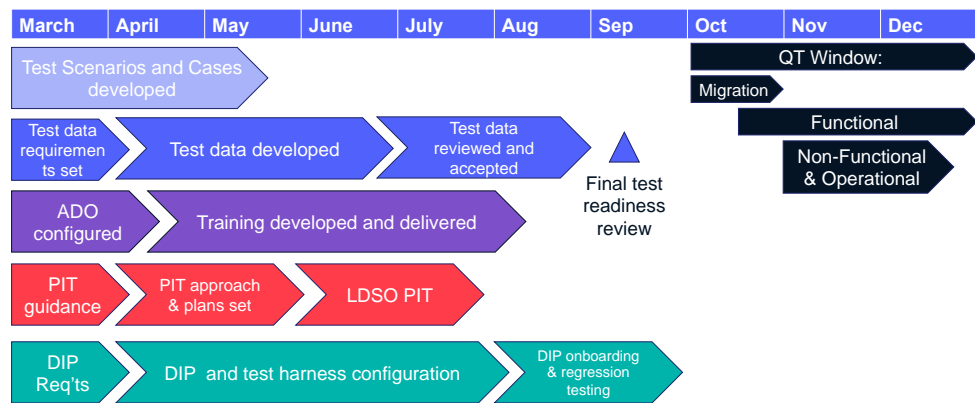 March April May June July Aug Sep Oct Nov Dec
Test Scenarios and Cases
developed
QT Window:
Migration
Functional
Non-Functional
& Operational
Test data
requiremen
ts set
Test data developed
Test data
reviewed and
accepted
Final test
readiness
review
ADO
configured
Training developed and delivered
PIT
guidance
PIT approach
& plans set
LDSO PIT
DIP
Req'ts
DIP and test harness configuration
DIP onboarding
& regression
testing